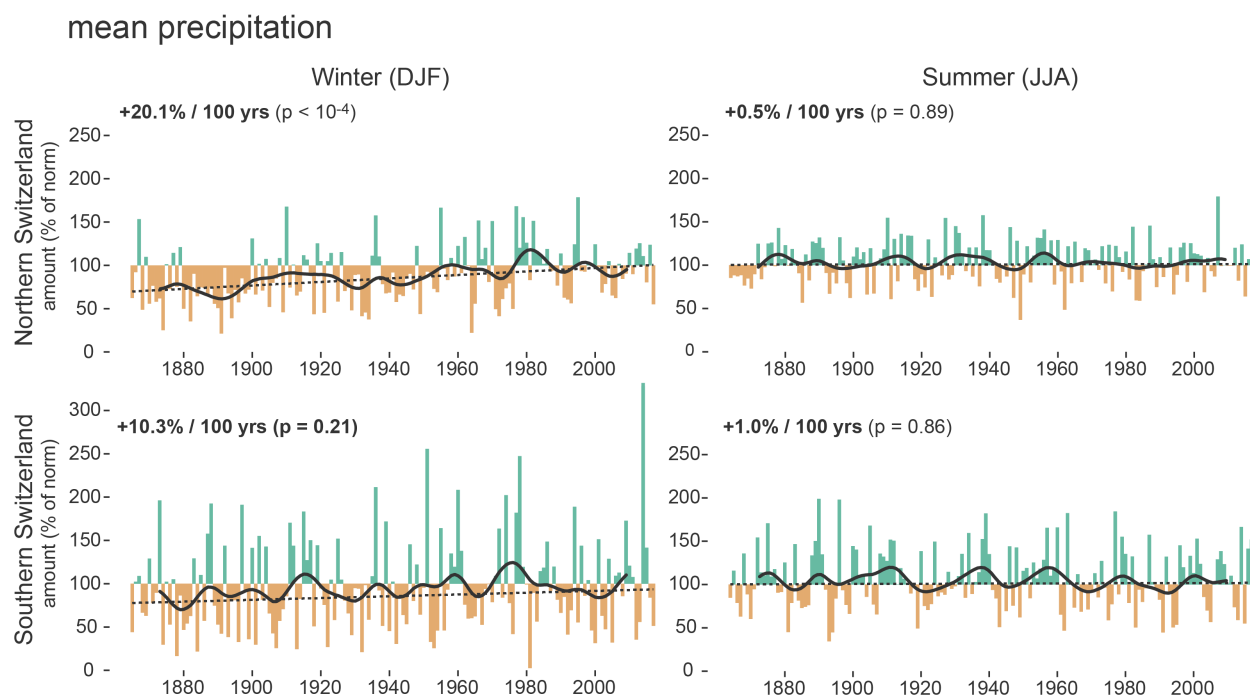 mean precipitation
Winter (DJF)
Summer (JJA)
Northern Switzerland
amount (% of norm)
+20.1% / 100 yrs (p < 10-4)
250
200
150
100
50
0
1880 1900 1920 1940 1960 1980 2000
+0.5% / 100 yrs (p = 0.89)
250
200
150
100
50
0
1880 1900 1920 1940 1960 1980 2000
Southern Switzerland
amount (% of norm)
+10.3% / 100 yrs (p = 0.21)
300
250
200
150
100
50
0
1880 1900 1920 1940 1960 1980 2000
+1.0% / 100 yrs (p = 0.86)
250
200
150
100
50
0
1880 1900 1920 1940 1960 1980 2000